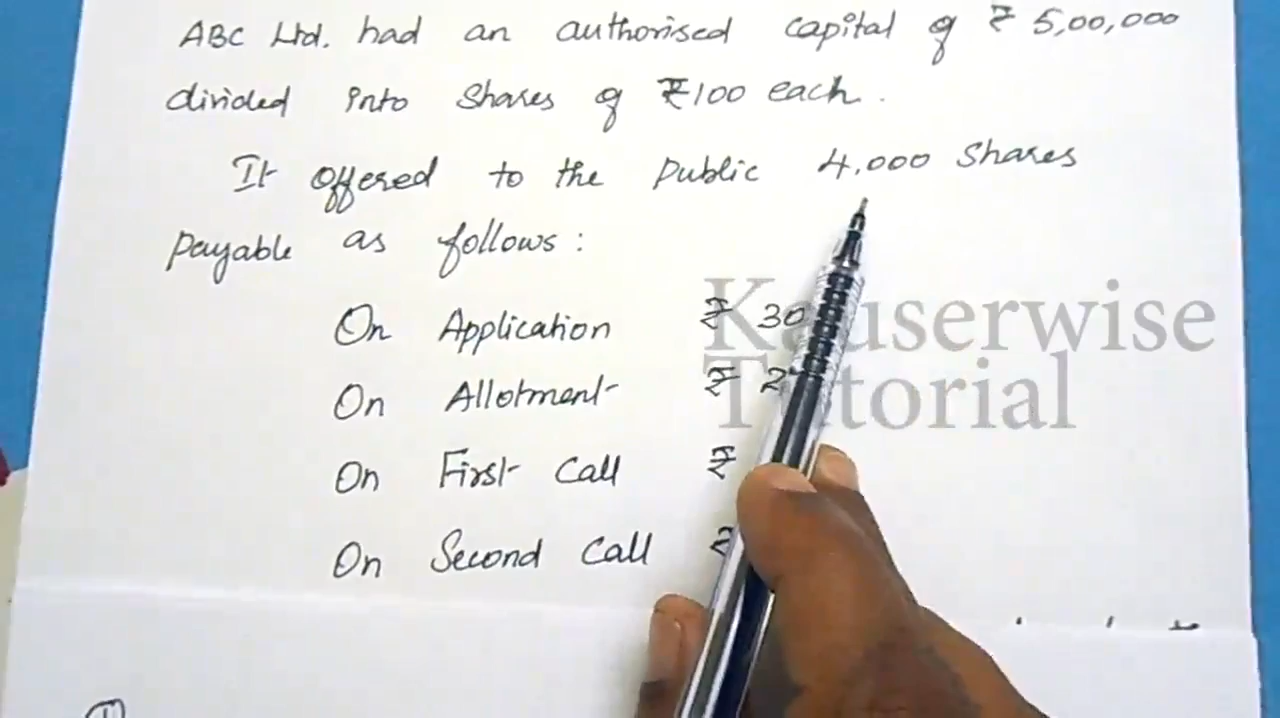 ABC Ltd. had an authorised capital of ₹ 5,00,000
divided into shares of ₹100 each.
It offered to the public 4,000 shares
payable as follows:
On Application ₹ 30
On Allotment ₹ 2
On First Call ₹
On Second Call ₹
Kauserwise
Tutorial